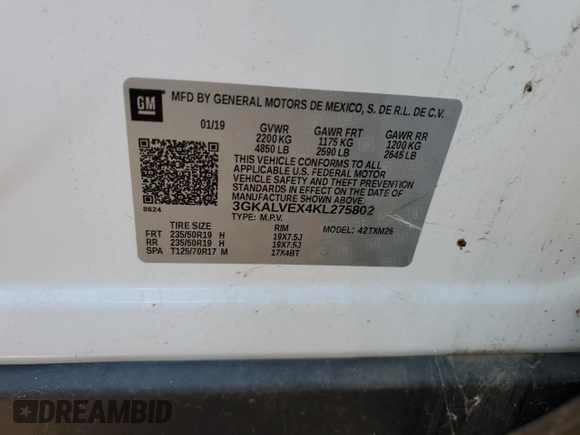 GM
MFD BY GENERAL MOTORS DE MEXICO, S. DE R.L. DE C.V.
01/19 GVWR GAWR FRT GAWR RR
2200 KG 1175 KG 1200 KG
4850 LB 2590 LB 2645 LB
THIS VEHICLE CONFORMS TO ALL
APPLICABLE U.S. FEDERAL MOTOR
VEHICLE SAFETY AND THEFT PREVENTION
STANDARDS IN EFFECT ON THE DATE OF
MANUFACTURE SHOWN ABOVE.
8624
3GKALVEX4KL275802
TYPE: M.P.V. MODEL: 42TXM26
TIRE SIZE RIM
FRT 235/50R19 H 19X7.5J
RR 235/50R19 H 19X7.5J
SPA T125/70R17 M 17X4BT
DREAMBID